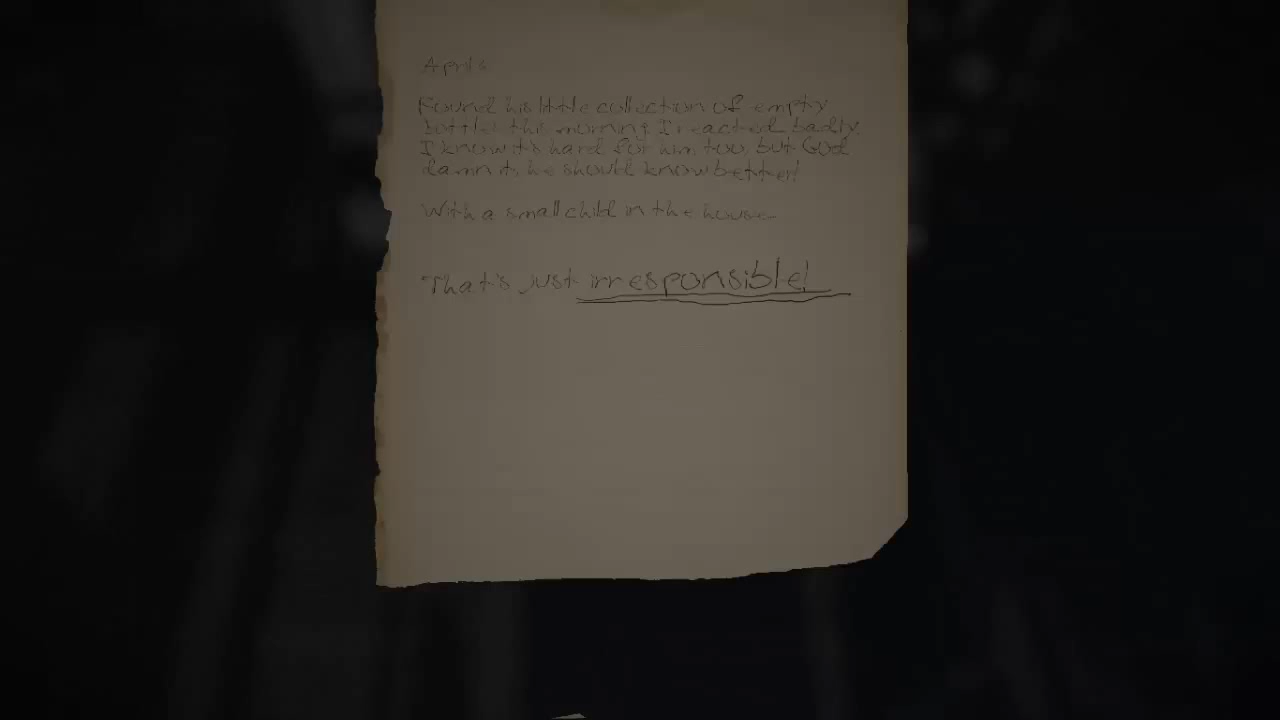 April
Found his little collection of empty
bottles this morning. I reacted badly.
I know it's hard for him, too, but God
damn it, he should know better!
With a small child in the house...
That's just irresponsible!